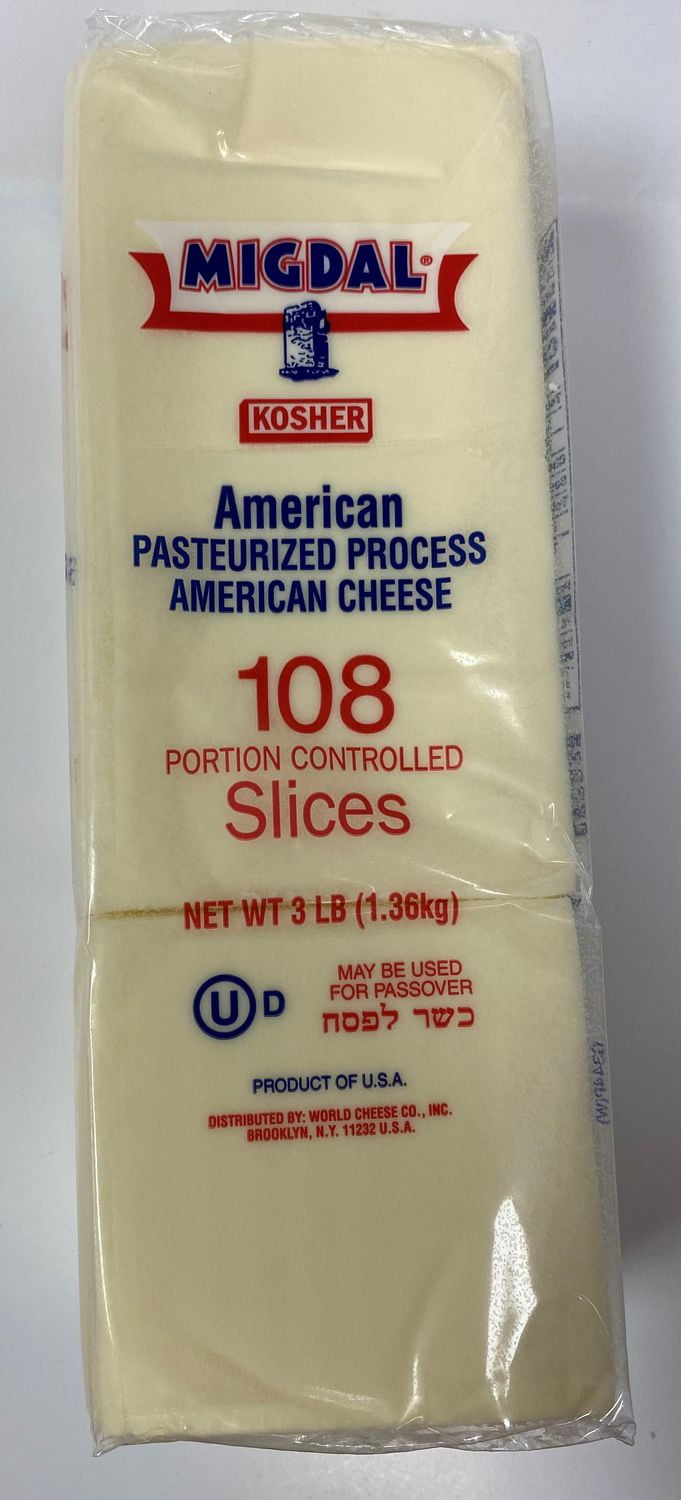 MIGDAL®
KOSHER
American
PASTEURIZED PROCESS
AMERICAN CHEESE
108
PORTION CONTROLLED
Slices
NET WT 3 LB (1.36kg)
U D
MAY BE USED
FOR PASSOVER
כשר לפסח
PRODUCT OF U.S.A.
DISTRIBUTED BY: WORLD CHEESE CO., INC.
BROOKLYN, N.Y. 11232 U.S.A.